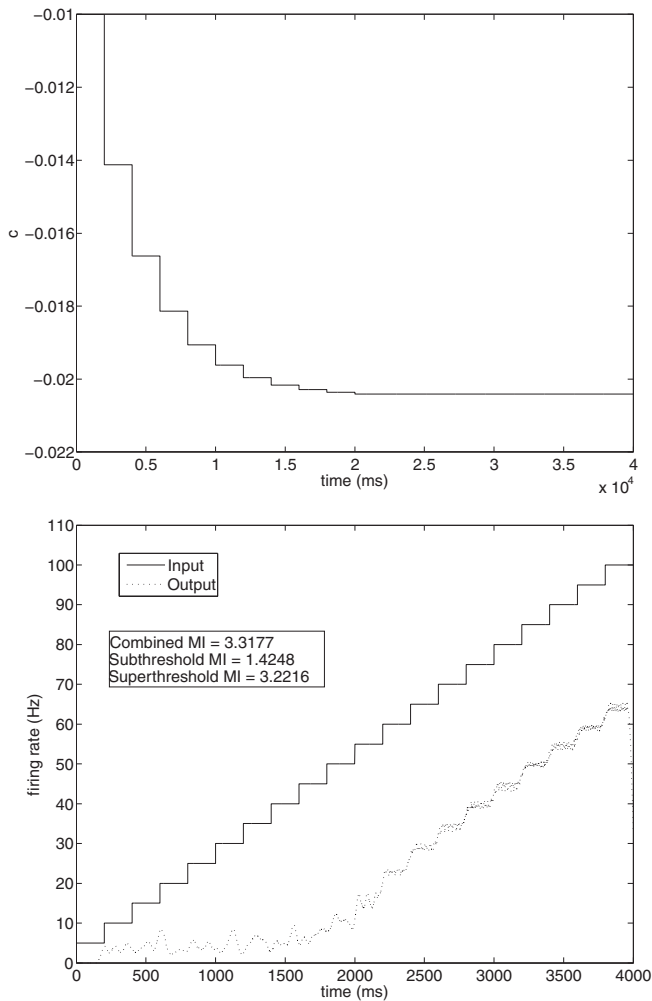 −0.01
−0.012
−0.014
−0.016
c
−0.018
−0.02
−0.022
0 0.5 1 1.5 2 2.5 3 3.5 4
time (ms)
x 10^4
110
100
90
80
70
60
50
40
30
20
10
0
firing rate (Hz)
Input
Output
Combined MI = 3.3177
Subthreshold MI = 1.4248
Superthreshold MI = 3.2216
0 500 1000 1500 2000 2500 3000 3500 4000
time (ms)